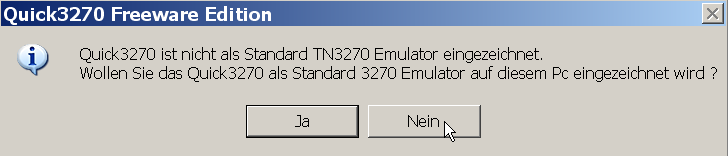 Quick3270 Freeware Edition
Quick3270 ist nicht als Standard TN3270 Emulator eingezeichnet.
Wollen Sie das Quick3270 als Standard 3270 Emulator auf diesem Pc eingezeichnet wird ?
Ja
Nein